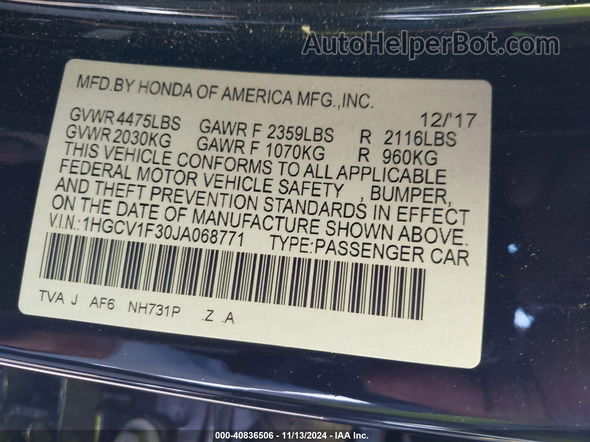 AutoHelperBot.com
MFD.BY HONDA OF AMERICA MFG.,INC.
12/'17
GVWR 4475LBS GAWR F 2359LBS R 2116LBS
GVWR 2030KG GAWR F 1070KG R 960KG
THIS VEHICLE CONFORMS TO ALL APPLICABLE
FEDERAL MOTOR VEHICLE SAFETY , BUMPER,
AND THEFT PREVENTION STANDARDS IN EFFECT
ON THE DATE OF MANUFACTURE SHOWN ABOVE.
V.I.N.:1HGCV1F30JA068771 TYPE:PASSENGER CAR
TVA J AF6 NH731P .Z .A
000-40836506 - 11/13/2024 - IAA Inc.